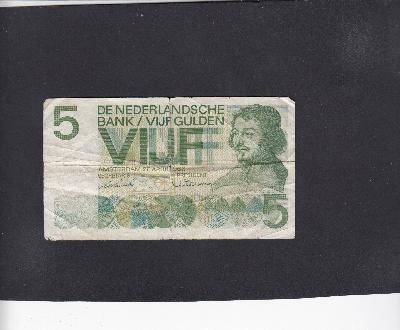 5
DE NEDERLANDSCHE
BANK / VIJF GULDEN
VIJF
AMSTERDAM 26 APRIL 1966
5